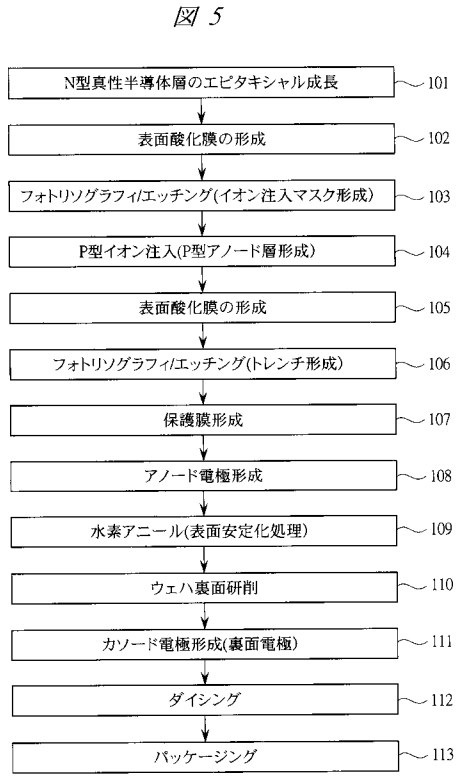 図 5
N型真性半導体層のエピタキシャル成長 101
表面酸化膜の形成 102
フォトリソグラフィ/エッチング(イオン注入マスク形成) 103
P型イオン注入(P型アノード層形成) 104
表面酸化膜の形成 105
フォトリソグラフィ/エッチング(トレンチ形成) 106
保護膜形成 107
アノード電極形成 108
水素アニール(表面安定化処理) 109
ウェハ裏面研削 110
カソード電極形成(裏面電極) 111
ダイシング 112
パッケージング 113